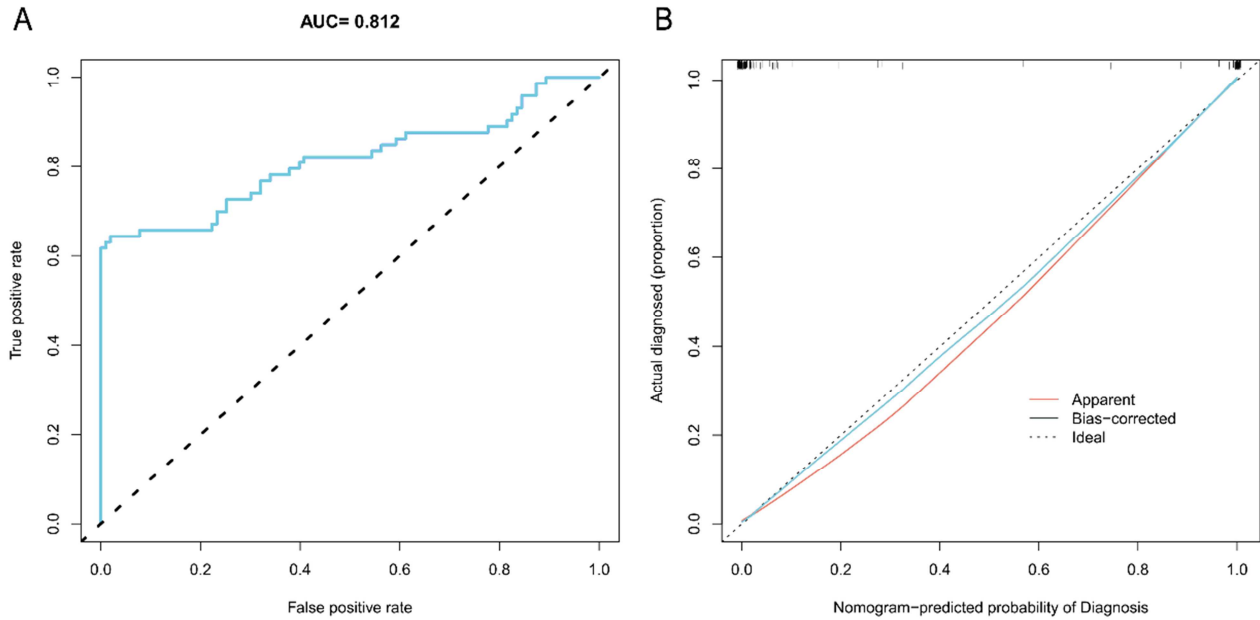 A
AUC= 0.812
True positive rate
1.0
0.8
0.6
0.4
0.2
0.0
0.0 0.2 0.4 0.6 0.8 1.0
False positive rate
B
Actual diagnosed (proportion)
1.0
0.8
0.6
0.4
0.2
0.0
Apparent
Bias−corrected
Ideal
0.0 0.2 0.4 0.6 0.8 1.0
Nomogram−predicted probability of Diagnosis